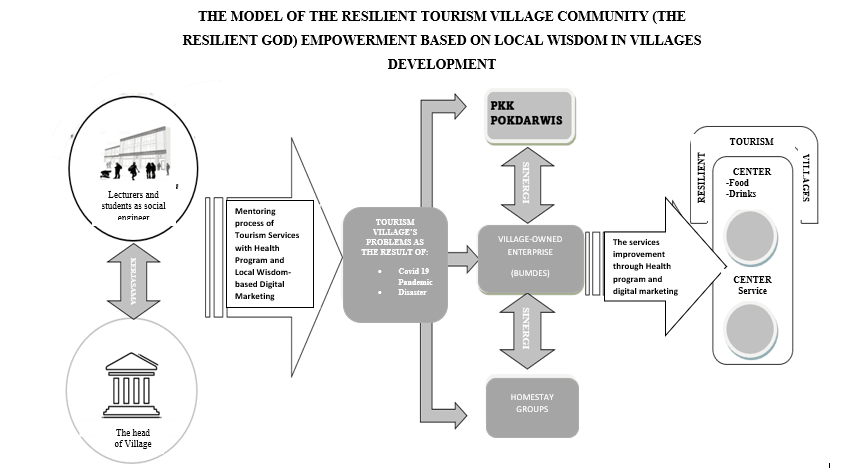 THE MODEL OF THE RESILIENT TOURISM VILLAGE COMMUNITY (THE
RESILIENT GOD) EMPOWERMENT BASED ON LOCAL WISDOM IN VILLAGES
DEVELOPMENT
Lecturers and
students as social
engineer
KERJASAMA
The head
of Village
Mentoring
process of
Tourism Services
with Health
Program and
Local Wisdom-
based Digital
Marketing
TOURISM
VILLAGE'S
PROBLEMS AS
THE RESULT OF:
• Covid 19
Pandemic
• Disaster
PKK
POKDARWIS
SINERGI
VILLAGE-OWNED
ENTERPRISE
(BUMDES)
SINERGI
HOMESTAY
GROUPS
The services
improvement
through Health
program and
digital marketing
RESILIENT
TOURISM
VILLAGES
CENTER
-Food
-Drinks
CENTER
Service